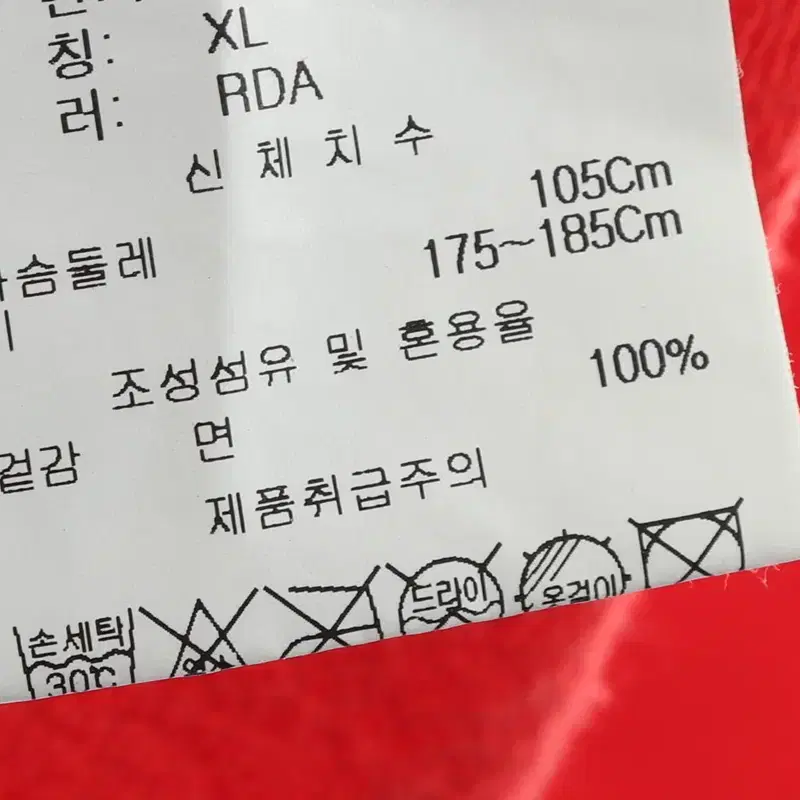 칭: XL
러: RDA
신 체 치 수
슴둘레 105Cm
175~185Cm
조성섬유 및 혼용율
겉감 면 100%
제품취급주의
손세탁 30℃ 드라이 옷걸이